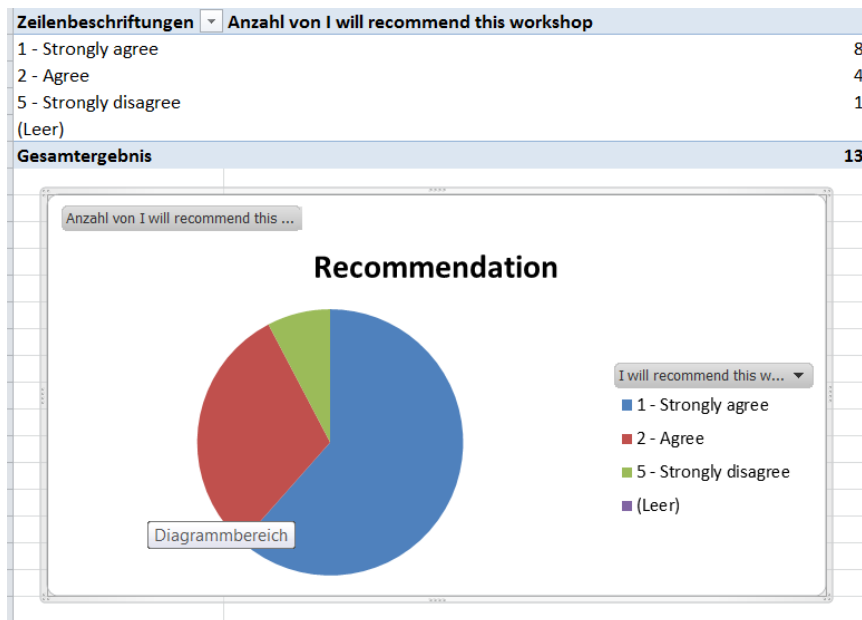 Zeilenbeschriftungen Anzahl von I will recommend this workshop
1 - Strongly agree 8
2 - Agree 4
5 - Strongly disagree 1
(Leer)
Gesamtergebnis 13
Anzahl von I will recommend this ...
Recommendation
I will recommend this w...
1 - Strongly agree
2 - Agree
5 - Strongly disagree
(Leer)
Diagrammbereich